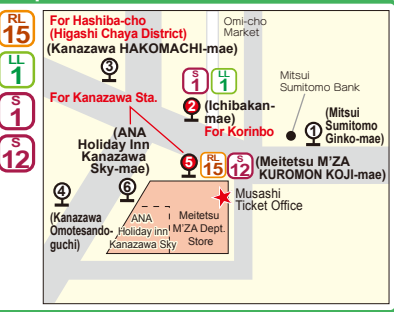 RL
15
LL
1
S
1
S
12
For Hashiba-cho
(Higashi Chaya District)
(Kanazawa HAKOMACHI-mae)
3
Omi-cho
Market
S
1
LL
1
For Kanazawa Sta.
2
(Ichibakan-
mae)
For Korinbo
Mitsui
Sumitomo Bank
1
(Mitsui
Sumitomo
Ginko-mae)
(ANA
Holiday Inn
Kanazawa
Sky-mae)
5
RL
15
S
12
(Meitetsu M'ZA
KUROMON KOJI-mae)
4
6
(Kanazawa
Omotesando-
guchi)
ANA
Holiday inn
Kanazawa Sky
Meitetsu
M'ZA Dept.
Store
Musashi
Ticket Office